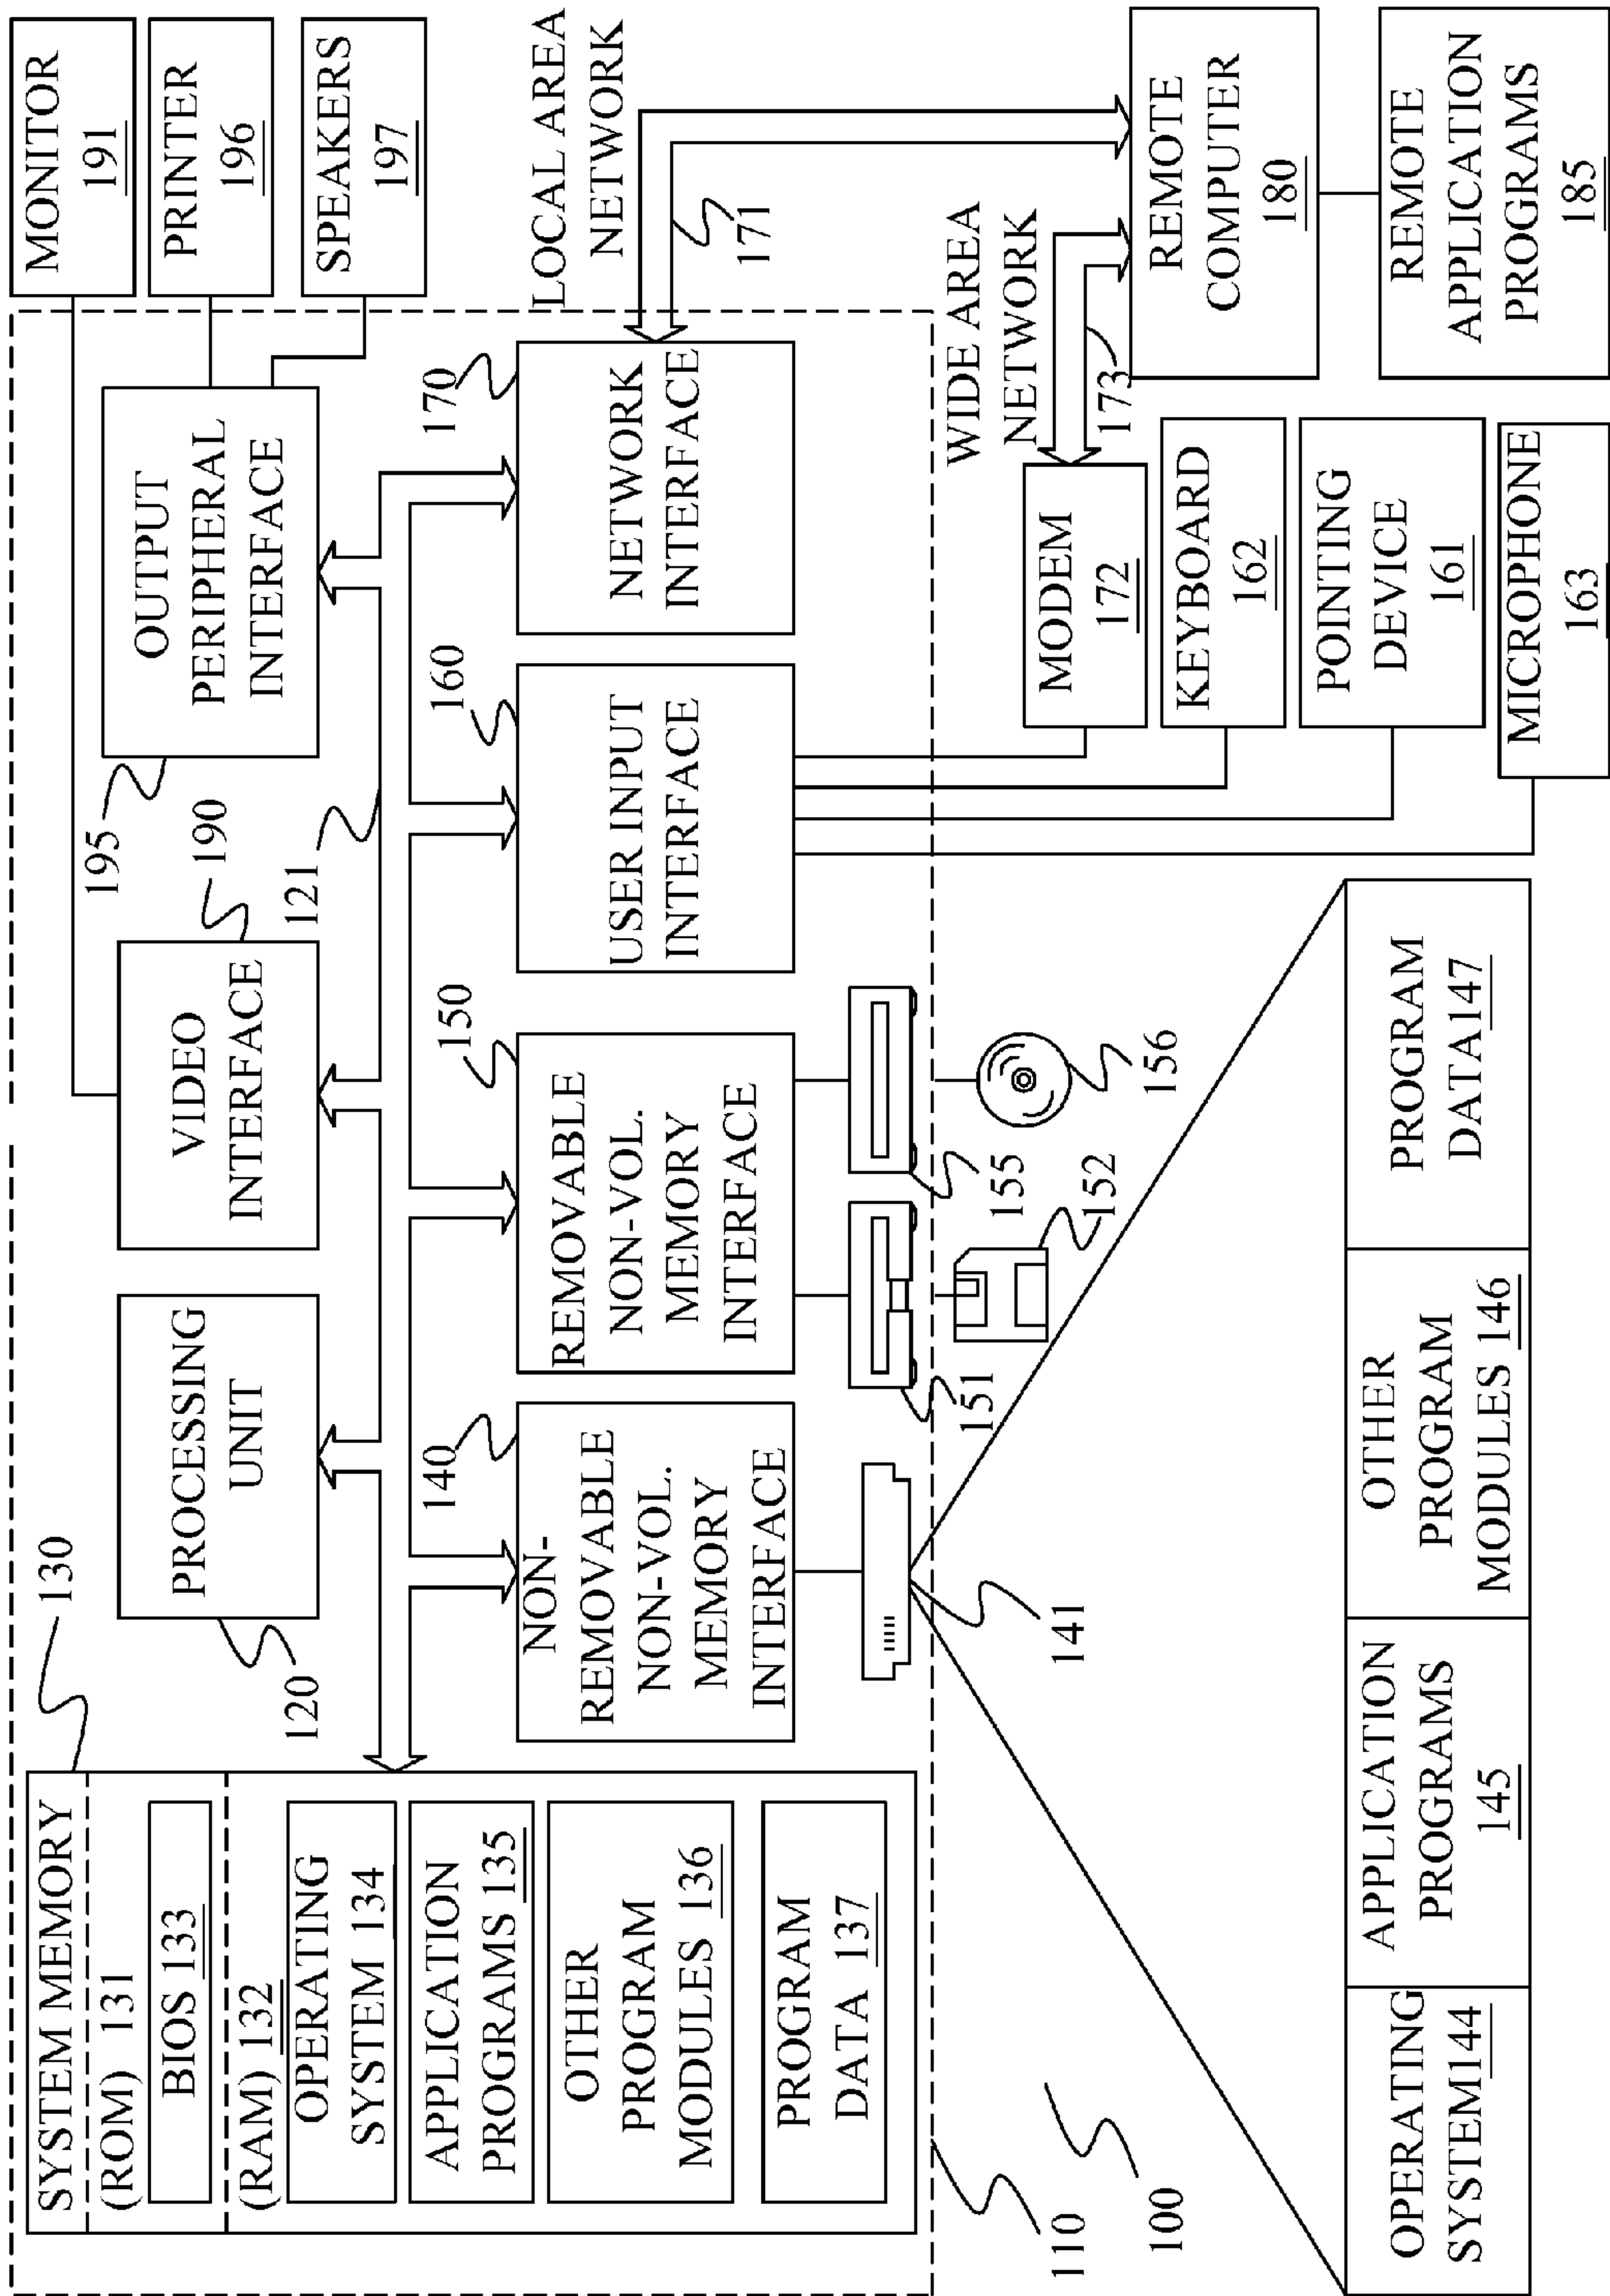 SYSTEM MEMORY
(ROM) 131
BIOS 133
(RAM) 132
OPERATING
SYSTEM 134
APPLICATION
PROGRAMS 135
OTHER
PROGRAM
MODULES 136
PROGRAM
DATA 137
130
PROCESSING
UNIT
120
VIDEO
INTERFACE
190
121
OUTPUT
PERIPHERAL
INTERFACE
195
MONITOR
191
PRINTER
196
SPEAKERS
197
NON-
REMOVABLE
NON-VOL.
MEMORY
INTERFACE
140
REMOVABLE
NON-VOL.
MEMORY
INTERFACE
150
USER INPUT
INTERFACE
160
NETWORK
INTERFACE
170
LOCAL AREA
NETWORK
171
141
151
152
155
156
WIDE AREA
NETWORK
173
MODEM
172
KEYBOARD
162
POINTING
DEVICE
161
MICROPHONE
163
REMOTE
COMPUTER
180
REMOTE
APPLICATION
PROGRAMS
185
110
100
OPERATING
SYSTEM144
APPLICATION
PROGRAMS
145
OTHER
PROGRAM
MODULES 146
PROGRAM
DATA147